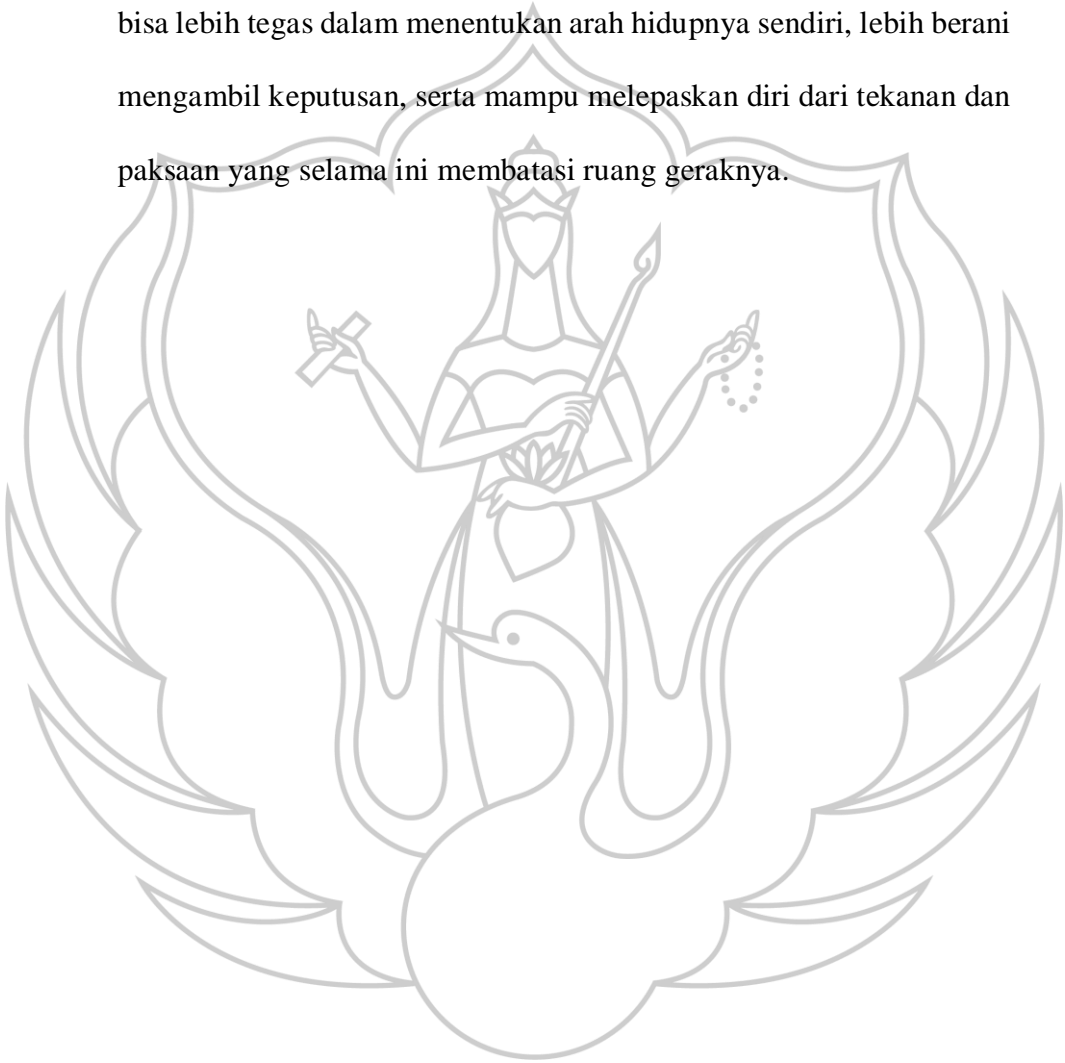 bisa lebih tegas dalam menentukan arah hidupnya sendiri, lebih berani
mengambil keputusan, serta mampu melepaskan diri dari tekanan dan
paksaan yang selama ini membatasi ruang geraknya.